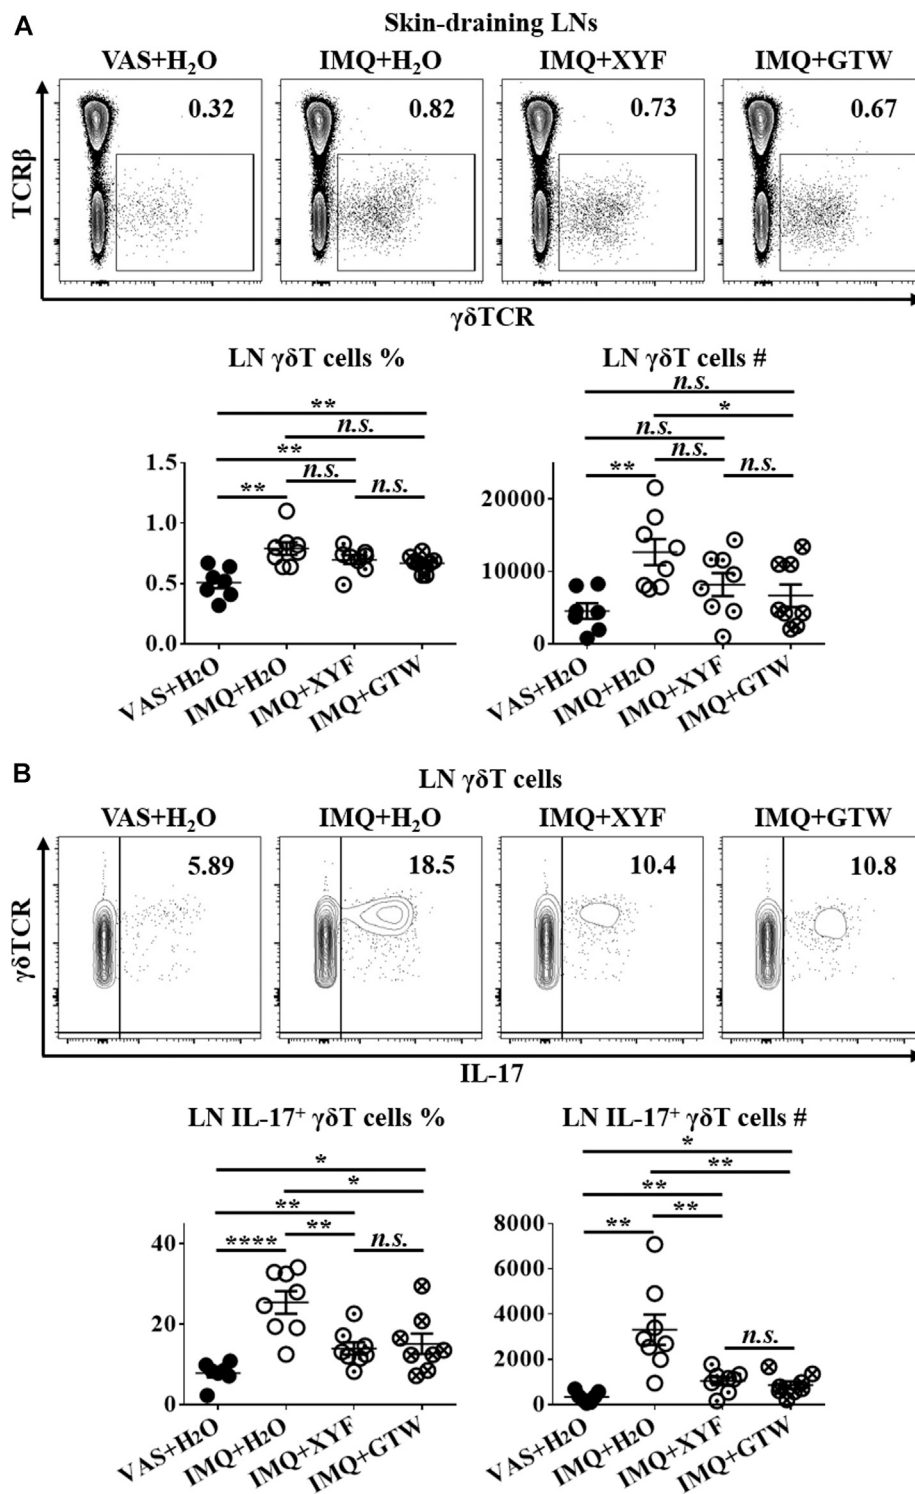 A
Skin-draining LNs
VAS+H₂O IMQ+H₂O IMQ+XYF IMQ+GTW
0.32 0.82 0.73 0.67
TCRβ
γδTCR
LN γδT cells % LN γδT cells #
n.s.
** *
n.s. n.s.
** n.s.
n.s. n.s.
** n.s. **
1.5
1.0
0.5
0.0
VAS+H₂O
IMQ+H₂O
IMQ+XYF
IMQ+GTW
20000
10000
0
VAS+H₂O
IMQ+H₂O
IMQ+XYF
IMQ+GTW
B
LN γδT cells
VAS+H₂O IMQ+H₂O IMQ+XYF IMQ+GTW
5.89 18.5 10.4 10.8
γδTCR
IL-17
LN IL-17⁺ γδT cells % LN IL-17⁺ γδT cells #
*
* **
* **
** **
** **
**** n.s.
n.s.
40
20
0
VAS+H₂O
IMQ+H₂O
IMQ+XYF
IMQ+GTW
8000
6000
4000
2000
0
VAS+H₂O
IMQ+H₂O
IMQ+XYF
IMQ+GTW